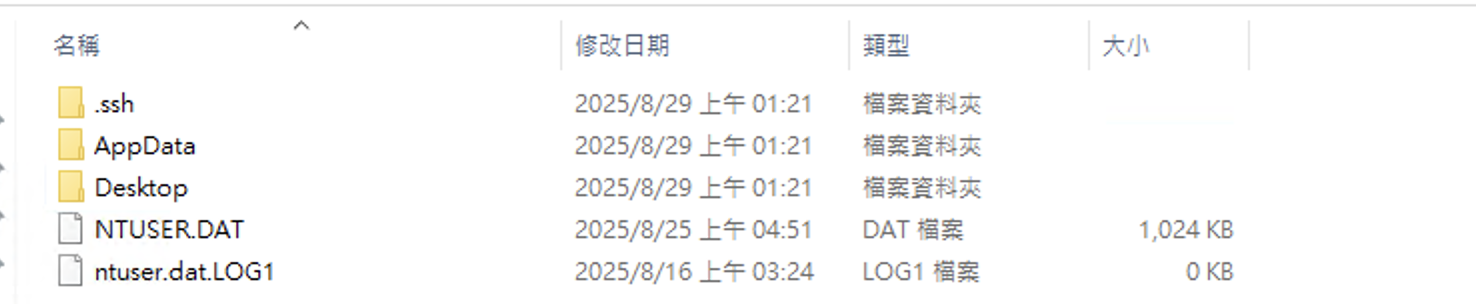 名稱 修改日期 類型 大小
.ssh 2025/8/29 上午 01:21 檔案資料夾
AppData 2025/8/29 上午 01:21 檔案資料夾
Desktop 2025/8/29 上午 01:21 檔案資料夾
NTUSER.DAT 2025/8/25 上午 04:51 DAT 檔案 1,024 KB
ntuser.dat.LOG1 2025/8/16 上午 03:24 LOG1 檔案 0 KB